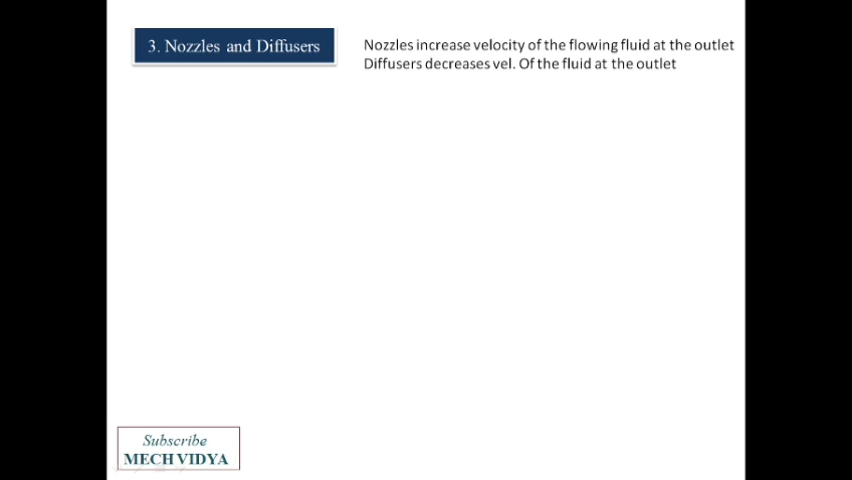 3. Nozzles and Diffusers
Nozzles increase velocity of the flowing fluid at the outlet
Diffusers decreases vel. Of the fluid at the outlet
Subscribe
MECH VIDYA